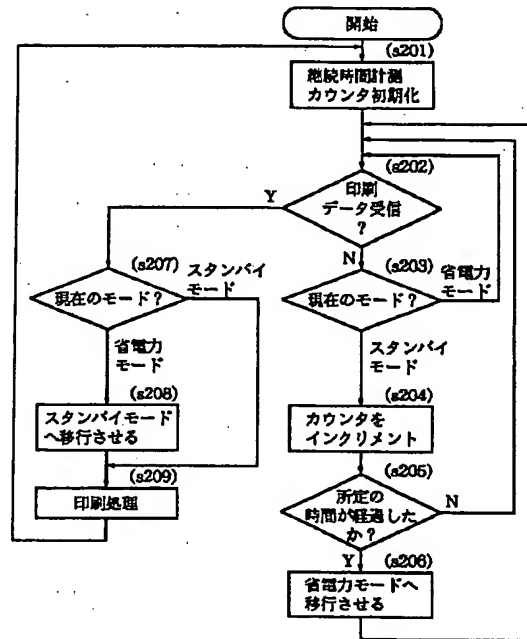 開始
(s201)
継続時間計測
カウンタ初期化
(s202)
印刷
データ受信
?
Y
N
(s207)
スタンバイ
モード
現在のモード?
(s203)
省電力
モード
現在のモード?
省電力
モード
スタンバイ
モード
(s208)
スタンバイモード
へ移行させる
(s204)
カウンタを
インクリメント
(s209)
印刷処理
(s205)
所定の
時間が経過した
か?
N
Y
(s206)
省電力モードへ
移行させる